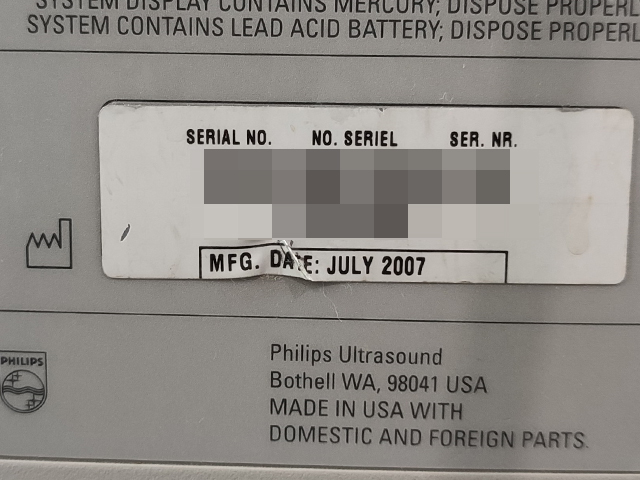 SYSTEM DISPLAY CONTAINS MERCURY; DISPOSE PROPERL
SYSTEM CONTAINS LEAD ACID BATTERY; DISPOSE PROPERL
SERIAL NO. NO. SERIEL SER. NR.
MFG. DATE: JULY 2007
PHILIPS
Philips Ultrasound
Bothell WA, 98041 USA
MADE IN USA WITH
DOMESTIC AND FOREIGN PARTS.